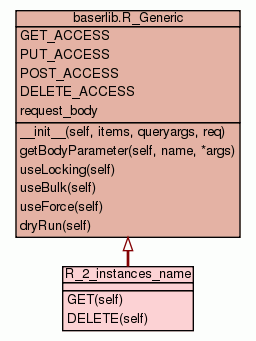 baserlib.R_Generic
GET_ACCESS
PUT_ACCESS
POST_ACCESS
DELETE_ACCESS
request_body
__init__(self, items, queryargs, req)
getBodyParameter(self, name, *args)
useLocking(self)
useBulk(self)
useForce(self)
dryRun(self)
R_2_instances_name
GET(self)
DELETE(self)